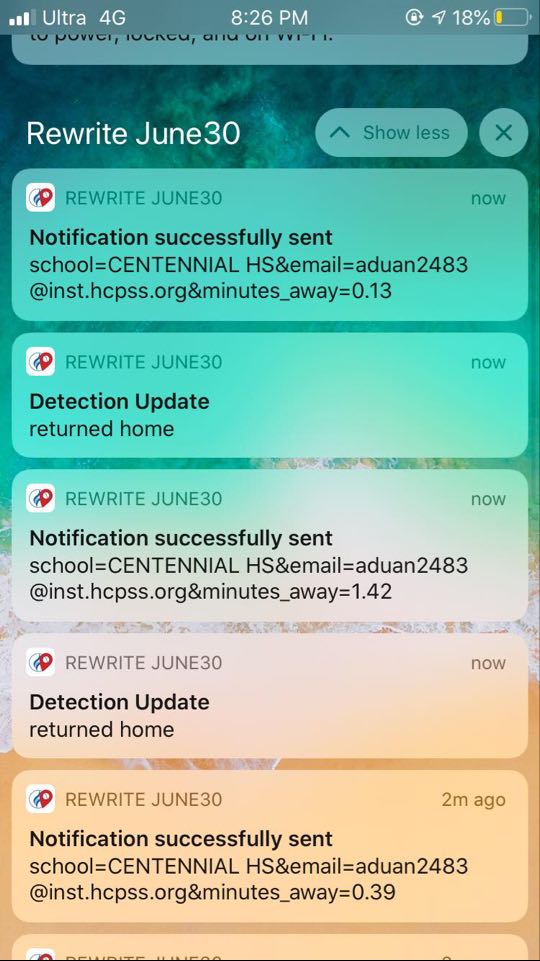 Ultra 4G 8:26 PM 18%
to power, locked, and on Wi-Fi.
Rewrite June30 Show less
REWRITE JUNE30 now
Notification successfully sent
school=CENTENNIAL HS&email=aduan2483
@inst.hcpss.org&minutes_away=0.13
REWRITE JUNE30 now
Detection Update
returned home
REWRITE JUNE30 now
Notification successfully sent
school=CENTENNIAL HS&email=aduan2483
@inst.hcpss.org&minutes_away=1.42
REWRITE JUNE30 now
Detection Update
returned home
REWRITE JUNE30 2m ago
Notification successfully sent
school=CENTENNIAL HS&email=aduan2483
@inst.hcpss.org&minutes_away=0.39
REWRITE JUNE30